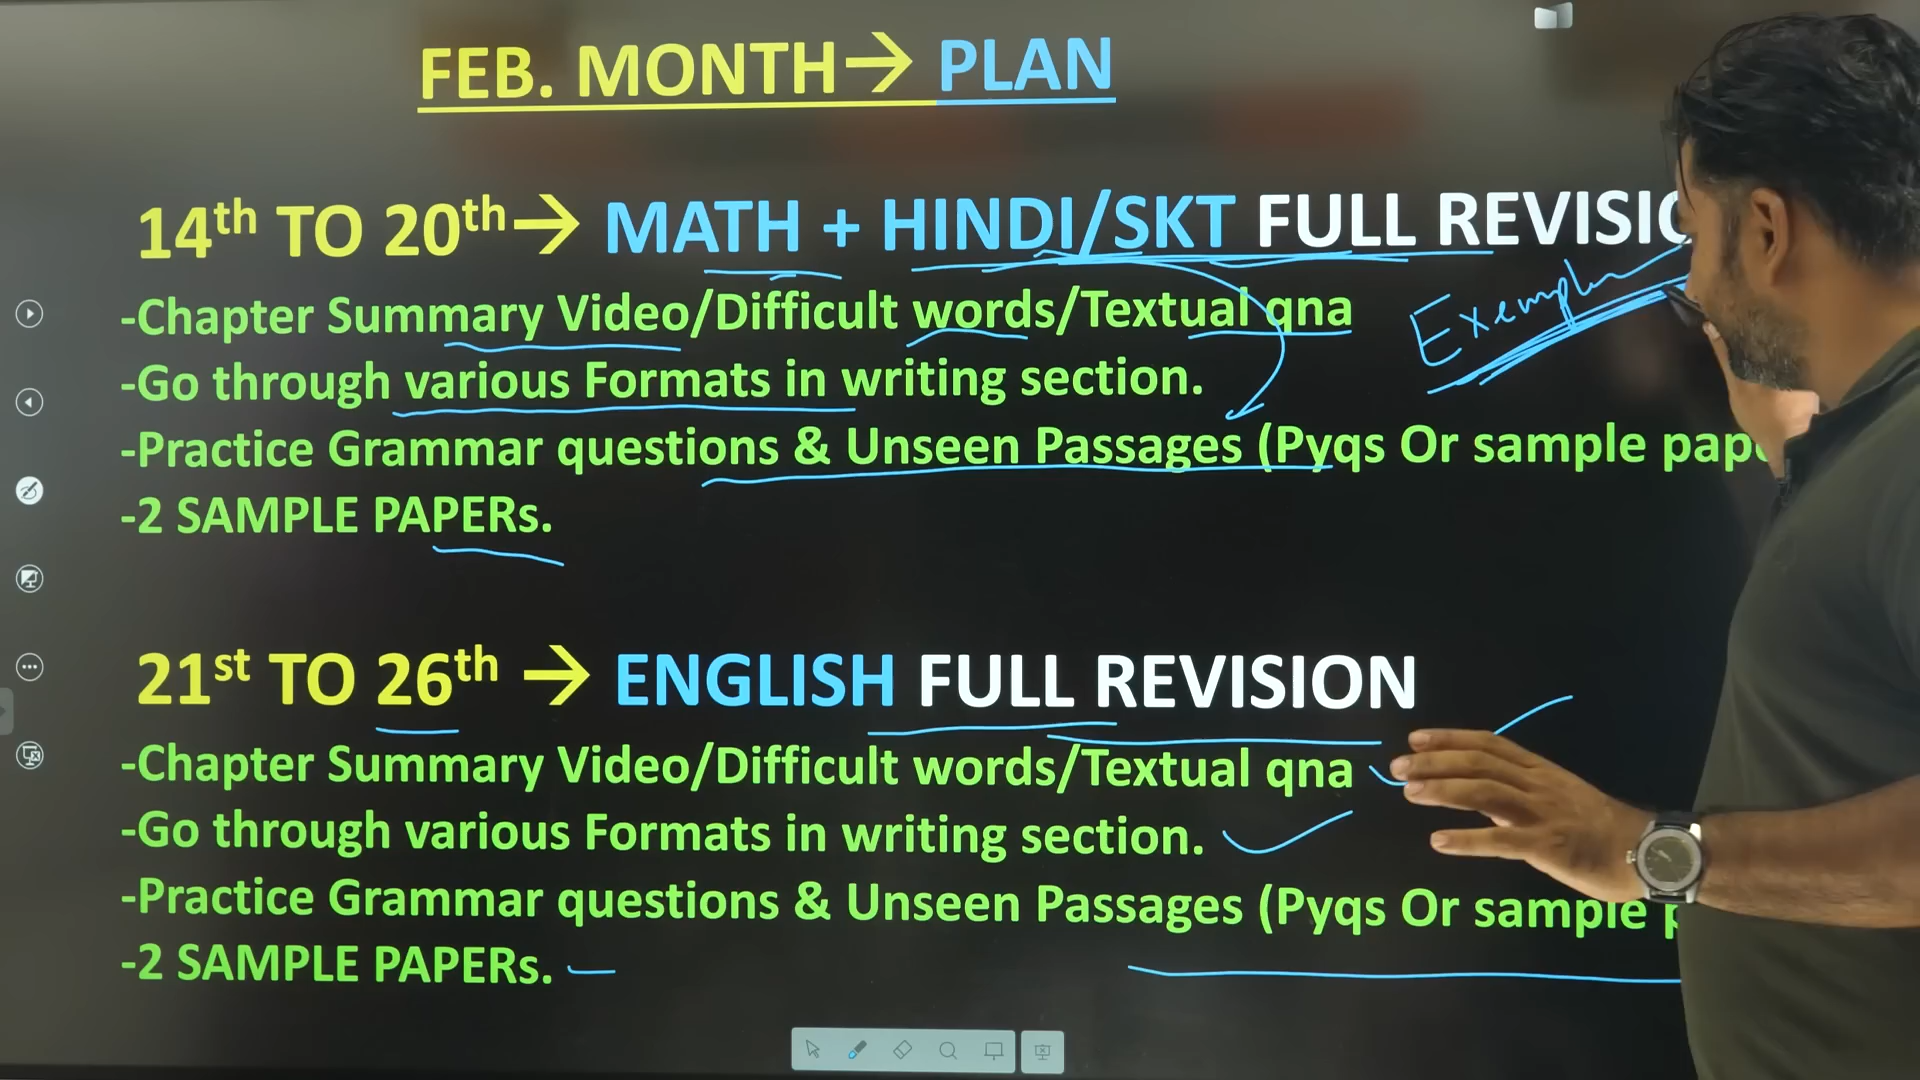 FEB. MONTH→ PLAN
14th TO 20th→ MATH + HINDI/SKT FULL REVISIO
-Chapter Summary Video/Difficult words/Textual qna
Exempla
-Go through various Formats in writing section.
-Practice Grammar questions & Unseen Passages (Pyqs Or sample pape
-2 SAMPLE PAPERs.
21st TO 26th → ENGLISH FULL REVISION
-Chapter Summary Video/Difficult words/Textual qna
-Go through various Formats in writing section.
-Practice Grammar questions & Unseen Passages (Pyqs Or sample p
-2 SAMPLE PAPERs.